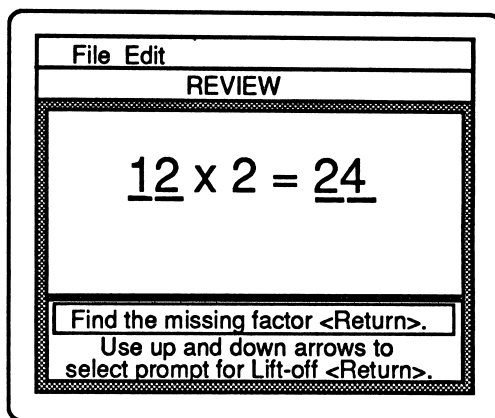 File Edit
REVIEW
12 x 2 = 24
Find the missing factor <Return>.
Use up and down arrows to
select prompt for Lift-off <Return>.